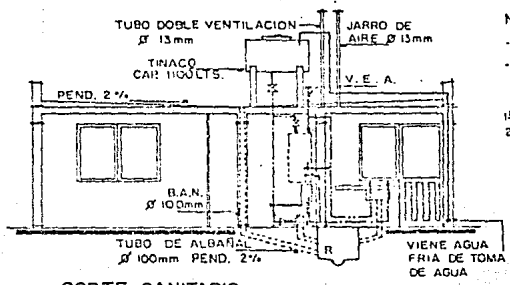 TUBO DOBLE VENTILACION
Ø 13mm
JARRO DE
AIRE Ø 13mm
TINACO
CAP. 1100 LTS.
V. E. A.
PEND. 2%
B.A.N.
Ø 100mm
TUBO DE ALBAÑAL
Ø 100mm PEND. 2%
R
VIENE AGUA
FRIA DE TOMA
DE AGUA
CORTE SANITARIO